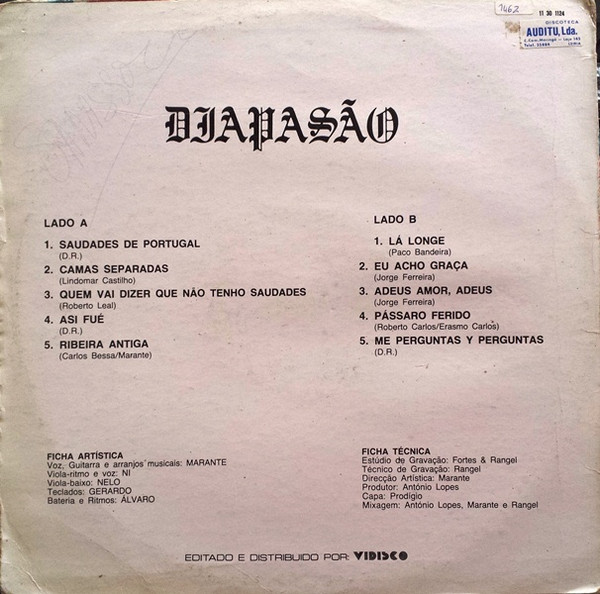 1462
11 30 1124
DISCOTECA
AUDITU, Lda.
DIAPASÃO
LADO A
1. SAUDADES DE PORTUGAL
(D.R.)
2. CAMAS SEPARADAS
(Lindomar Castilho)
3. QUEM VAI DIZER QUE NÃO TENHO SAUDADES
(Roberto Leal)
4. ASI FUÉ
(D.R.)
5. RIBEIRA ANTIGA
(Carlos Bessa/Marante)
LADO B
1. LÁ LONGE
(Paco Bandeira)
2. EU ACHO GRAÇA
(Jorge Ferreira)
3. ADEUS AMOR, ADEUS
(Jorge Ferreira)
4. PÁSSARO FERIDO
(Roberto Carlos/Erasmo Carlos)
5. ME PERGUNTAS Y PERGUNTAS
(D.R.)
FICHA ARTÍSTICA
Voz, Guitarra e arranjos musicais: MARANTE
Viola-ritmo e voz: NI
Viola-baixo: NELO
Teclados: GERARDO
Bateria e Ritmos: ÁLVARO
FICHA TÉCNICA
Estúdio de Gravação: Fortes & Rangel
Técnico de Gravação: Rangel
Direcção Artística: Marante
Produtor: António Lopes
Capa: Prodígio
Mixagem: António Lopes, Marante e Rangel
EDITADO E DISTRIBUIDO POR: VIDISCO